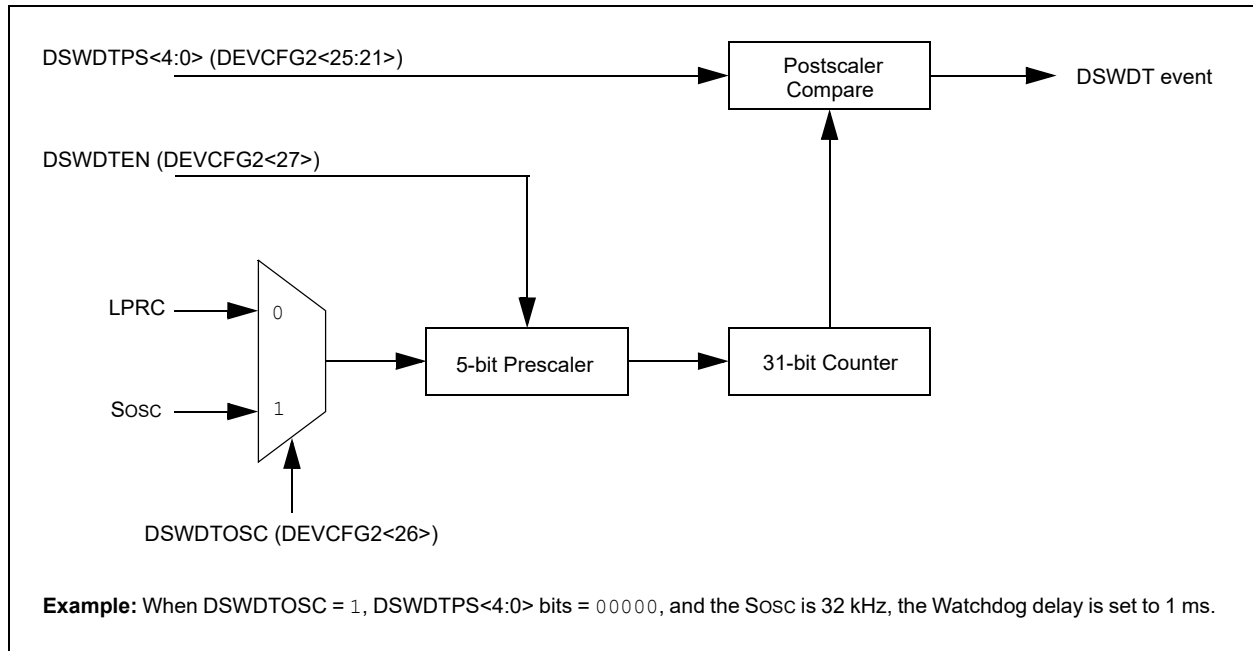 DSWDTPS<4:0> (DEVCFG2<25:21>)
Postscaler
Compare
DSWDT event
DSWDTEN (DEVCFG2<27>)
LPRC
0
5-bit Prescaler
31-bit Counter
SOSC
1
DSWDTOSC (DEVCFG2<26>)
Example: When DSWDTOSC = 1, DSWDTPS<4:0> bits = 00000, and the SOSC is 32 kHz, the Watchdog delay is set to 1 ms.